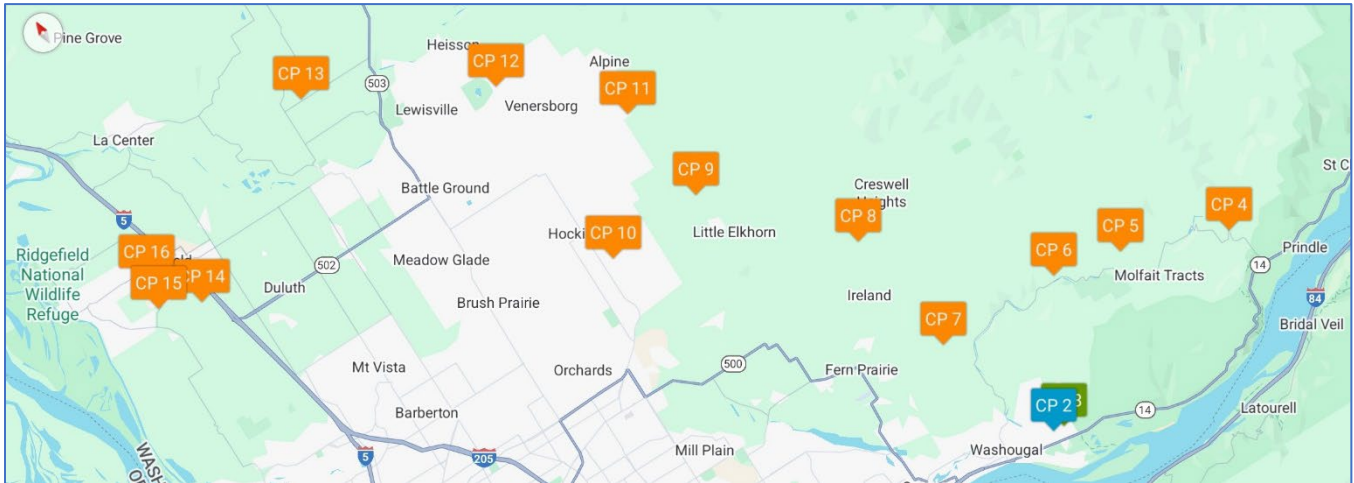 Pine Grove
Heisson
CP 12
Alpine
CP 13
503
CP 11
Lewisville
Venersborg
La Center
CP 9
St C
Battle Ground
Creswell
Heights
CP 8
CP 4
5
CP 10
Little Elkhorn
CP 5
CP 16
Ridgefield
National
Wildlife
Refuge
CP 14
CP 15
502
Meadow Glade
CP 6
Prindle
14
Molfait Tracts
Duluth
Brush Prairie
Ireland
84
CP 7
Bridal Veil
Mt Vista
Orchards
500
Fern Prairie
Barberton
CP 2
14
Latourell
5
205
Mill Plain
Washougal
WASH